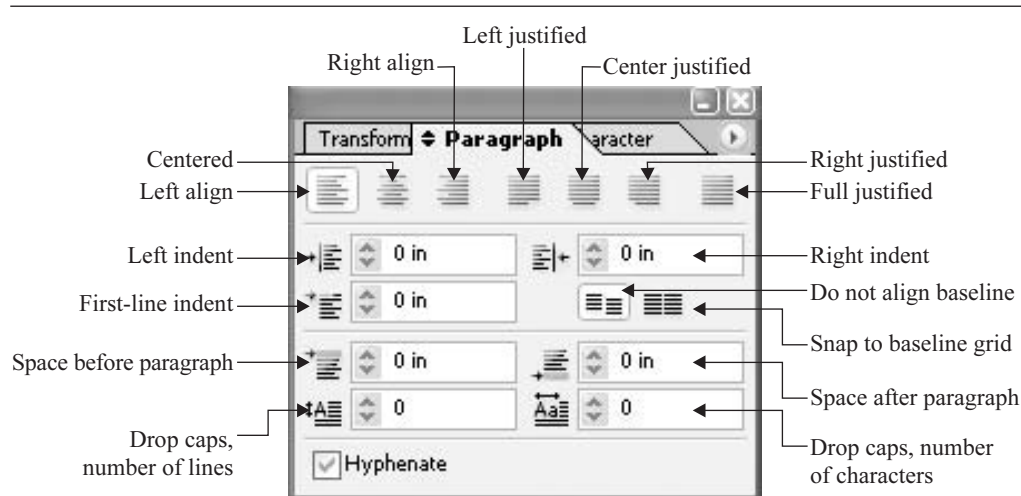 Left justified
Right align
Center justified
Transform Paragraph aracter
Centered
Right justified
Left align
Full justified
Left indent
0 in
0 in
Right indent
First-line indent
0 in
Do not align baseline
Snap to baseline grid
Space before paragraph
0 in
0 in
Space after paragraph
A
0
Aa
0
Drop caps,
number of lines
Drop caps, number
of characters
Hyphenate